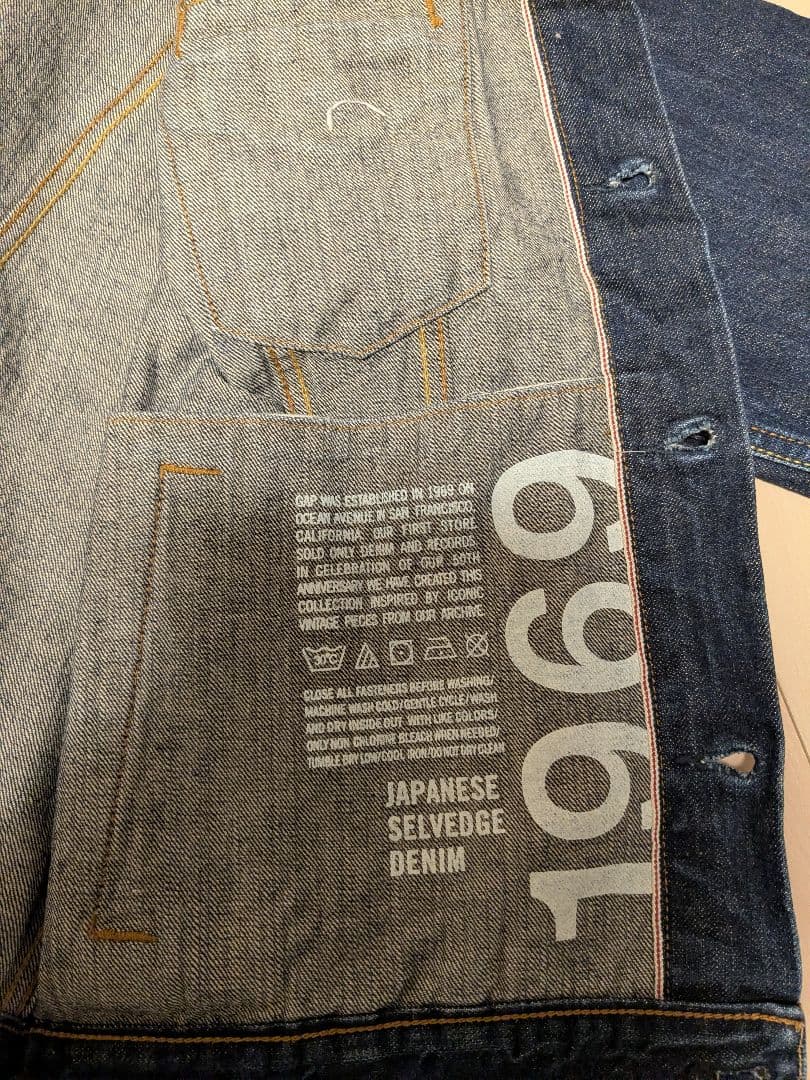 GAP WAS ESTABLISHED IN 1969 ON
OCEAN AVENUE IN SAN FRANCISCO,
CALIFORNIA. OUR FIRST STORE
SOLD ONLY DENIM AND RECORDS.
IN CELEBRATION OF OUR 50TH
ANNIVERSARY WE HAVE CREATED THIS
COLLECTION INSPIRED BY ICONIC
VINTAGE PIECES FROM OUR ARCHIVE.
30°C
CLOSE ALL FASTENERS BEFORE WASHING/
MACHINE WASH COLD/GENTLE CYCLE/WASH
AND DRY INSIDE OUT WITH LIKE COLORS/
ONLY NON CHLORINE BLEACH WHEN NEEDED/
TUMBLE DRY LOW/COOL IRON/DO NOT DRY CLEAN
JAPANESE
SELVEDGE
DENIM
1969